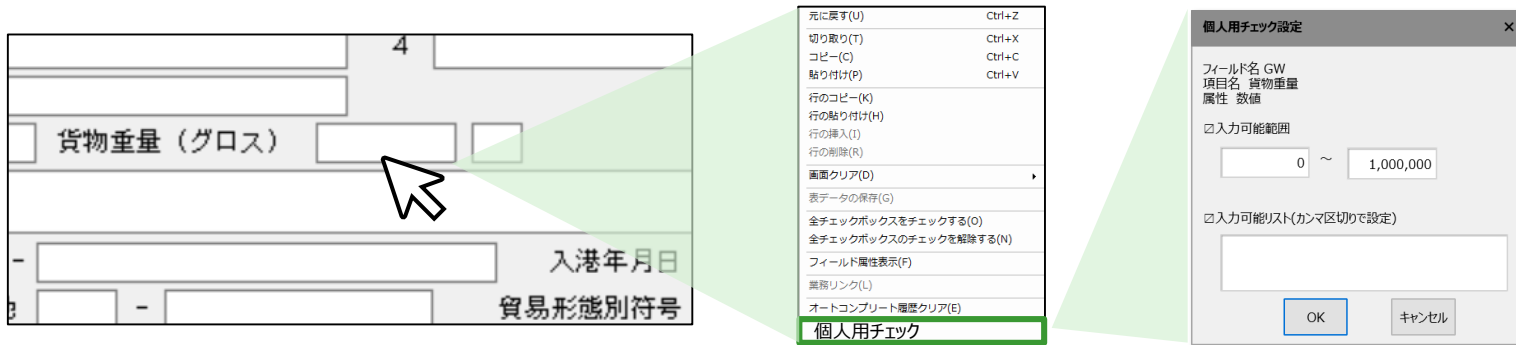 4
貨物重量（グロス）
-
入港年月日
-
貿易形態別符号
元に戻す(U) Ctrl+Z
切り取り(T) Ctrl+X
コピー(C) Ctrl+C
貼り付け(P) Ctrl+V
行のコピー(K)
行の貼り付け(H)
行の挿入(I)
行の削除(R)
画面クリア(D)
表データの保存(G)
全チェックボックスをチェックする(O)
全チェックボックスのチェックを解除する(N)
フィールド属性表示(F)
業務リンク(L)
オートコンプリート履歴クリア(E)
個人用チェック
個人用チェック設定 ×
フィールド名 GW
項目名 貨物重量
属性 数値
☑入力可能範囲
0 ～ 1,000,000
☑入力可能リスト(カンマ区切りで設定)
OK キャンセル